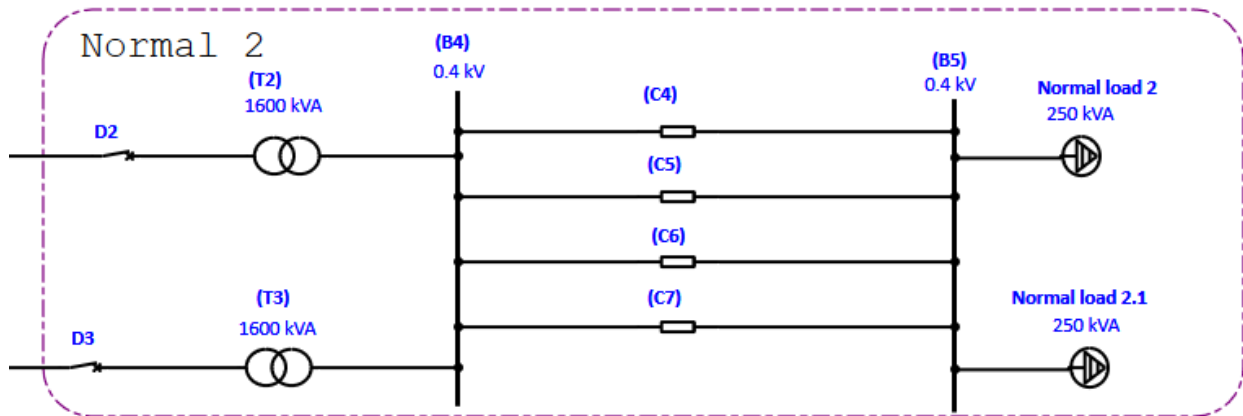 Normal 2
(T2)
1600 kVA
(B4)
0.4 kV
(B5)
0.4 kV
(C4)
Normal load 2
250 kVA
D2
(C5)
(C6)
(T3)
1600 kVA
(C7)
Normal load 2.1
250 kVA
D3